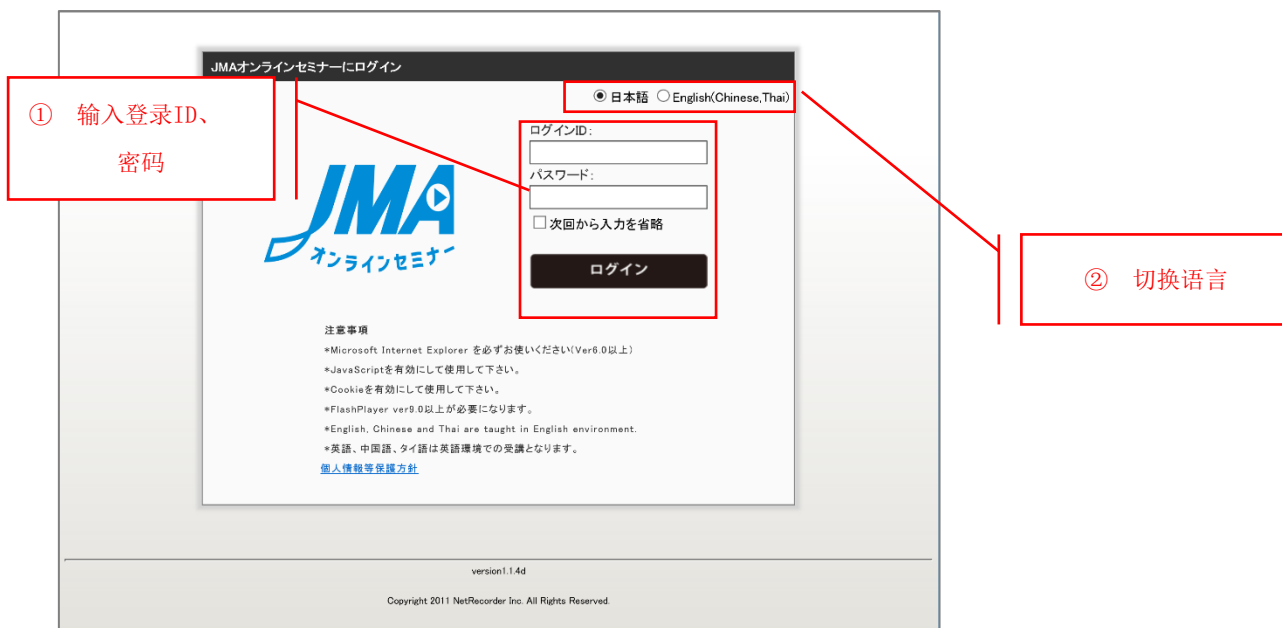 JMAオンラインセミナーにログイン
日本語 English(Chinese,Thai)
① 输入登录ID、
密码
ログインID:
パスワード:
次回から入力を省略
ログイン
JMA
オンラインセミナー
② 切换语言
注意事項
*Microsoft Internet Explorer を必ずお使いください(Ver6.0以上)
*JavaScriptを有効にして使用して下さい。
*Cookieを有効にして使用して下さい。
*FlashPlayer ver9.0以上が必要になります。
*English, Chinese and Thai are taught in English environment.
*英語、中国語、タイ語は英語環境での受講となります。
個人情報等保護方針
version1.1.4d
Copyright 2011 NetRecorder Inc. All Rights Reserved.